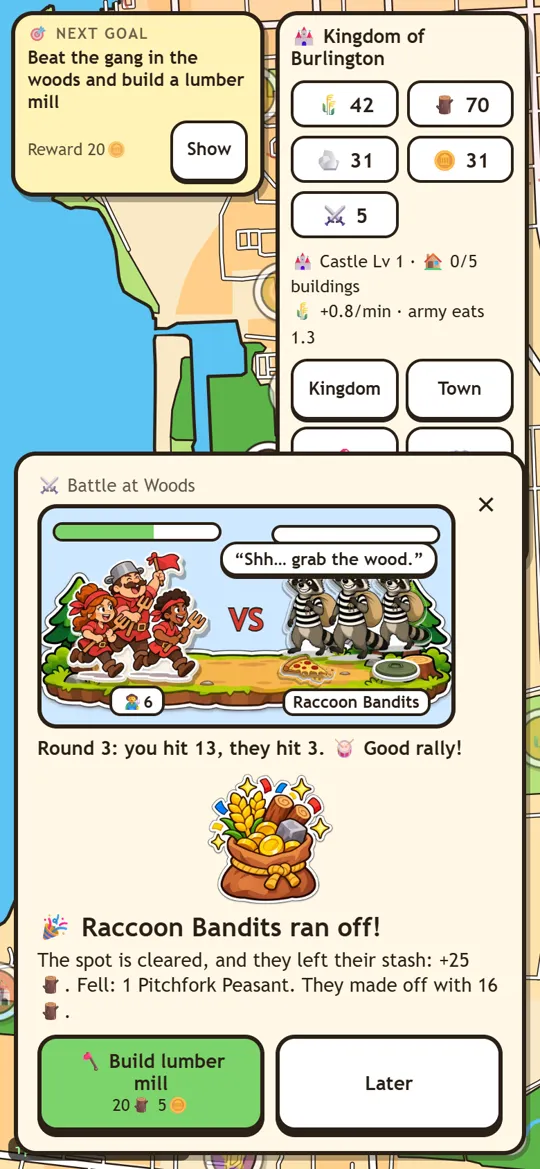 NEXT GOAL
Beat the gang in the
woods and build a lumber
mill
Reward 20
Show
Kingdom of
Burlington
42
70
31
31
5
Castle Lv 1 · 0/5
buildings
+0.8/min · army eats
1.3
Kingdom
Town
Battle at Woods
✕
“Shh... grab the wood.”
VS
6
Raccoon Bandits
Round 3: you hit 13, they hit 3. Good rally!
Raccoon Bandits ran off!
The spot is cleared, and they left their stash: +25
. Fell: 1 Pitchfork Peasant. They made off with 16
.
Build lumber
mill
20 5
Later